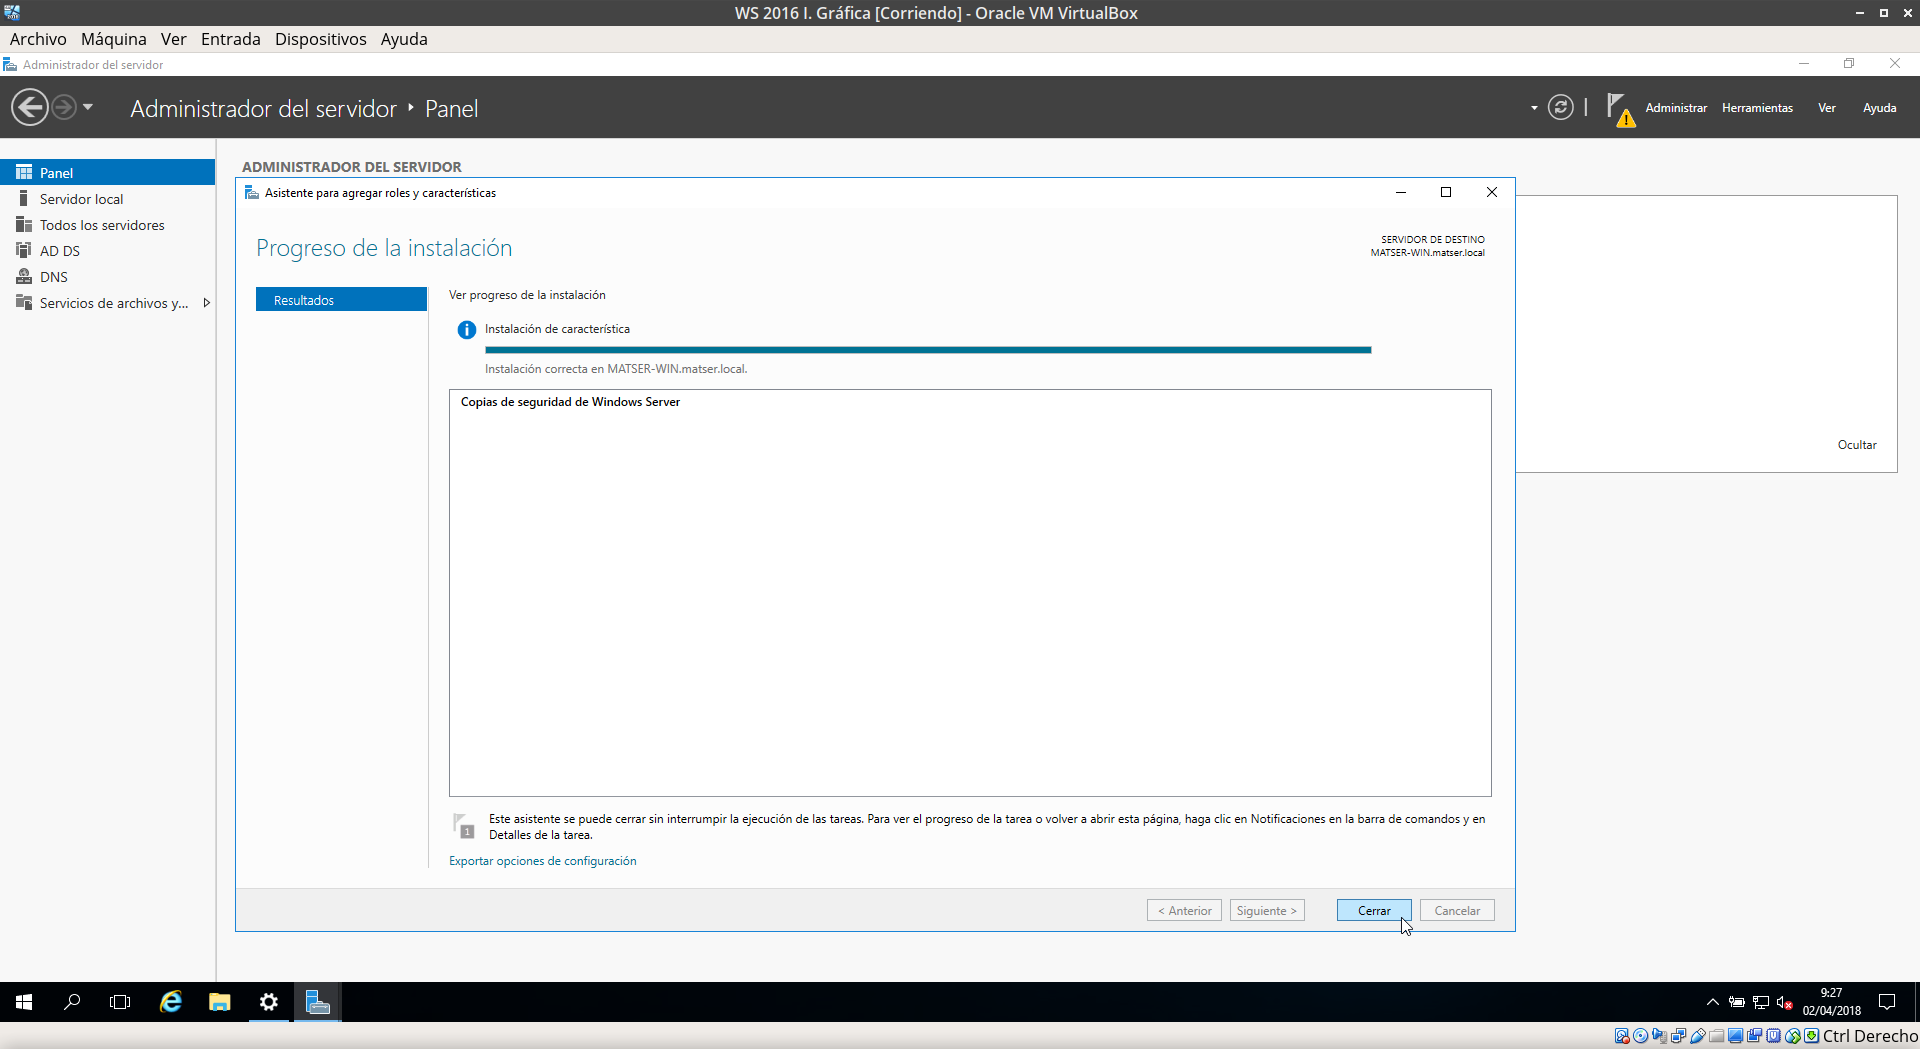 WS 2016 I. Gráfica [Corriendo] - Oracle VM VirtualBox
Archivo Máquina Ver Entrada Dispositivos Ayuda
Administrador del servidor
Administrador del servidor ‣ Panel
Administrar Herramientas Ver Ayuda
Panel
Servidor local
Todos los servidores
AD DS
DNS
Servicios de archivos y...
ADMINISTRADOR DEL SERVIDOR
Asistente para agregar roles y características
Progreso de la instalación
SERVIDOR DE DESTINO
MATSER-WIN.matser.local
Resultados
Ver progreso de la instalación
Instalación de característica
Instalación correcta en MATSER-WIN.matser.local.
Copias de seguridad de Windows Server
Ocultar
1
Este asistente se puede cerrar sin interrumpir la ejecución de las tareas. Para ver el progreso de la tarea o volver a abrir esta página, haga clic en Notificaciones en la barra de comandos y en
Detalles de la tarea.
Exportar opciones de configuración
< Anterior Siguiente > Cerrar Cancelar
9:27
02/04/2018
Ctrl Derecho